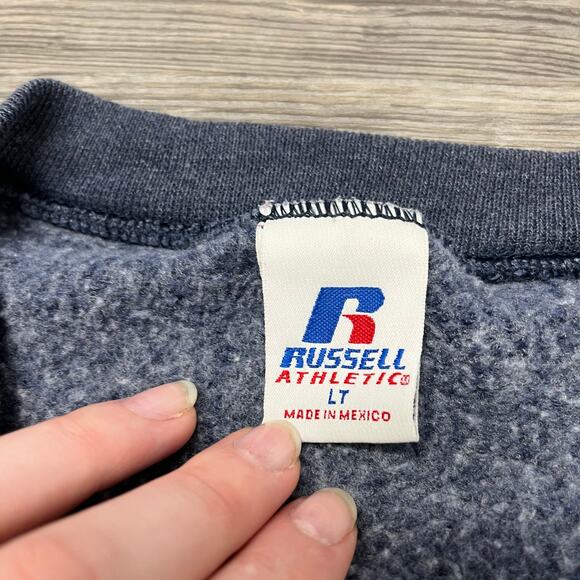 R
RUSSELL
ATHLETIC
LT
MADE IN MEXICO